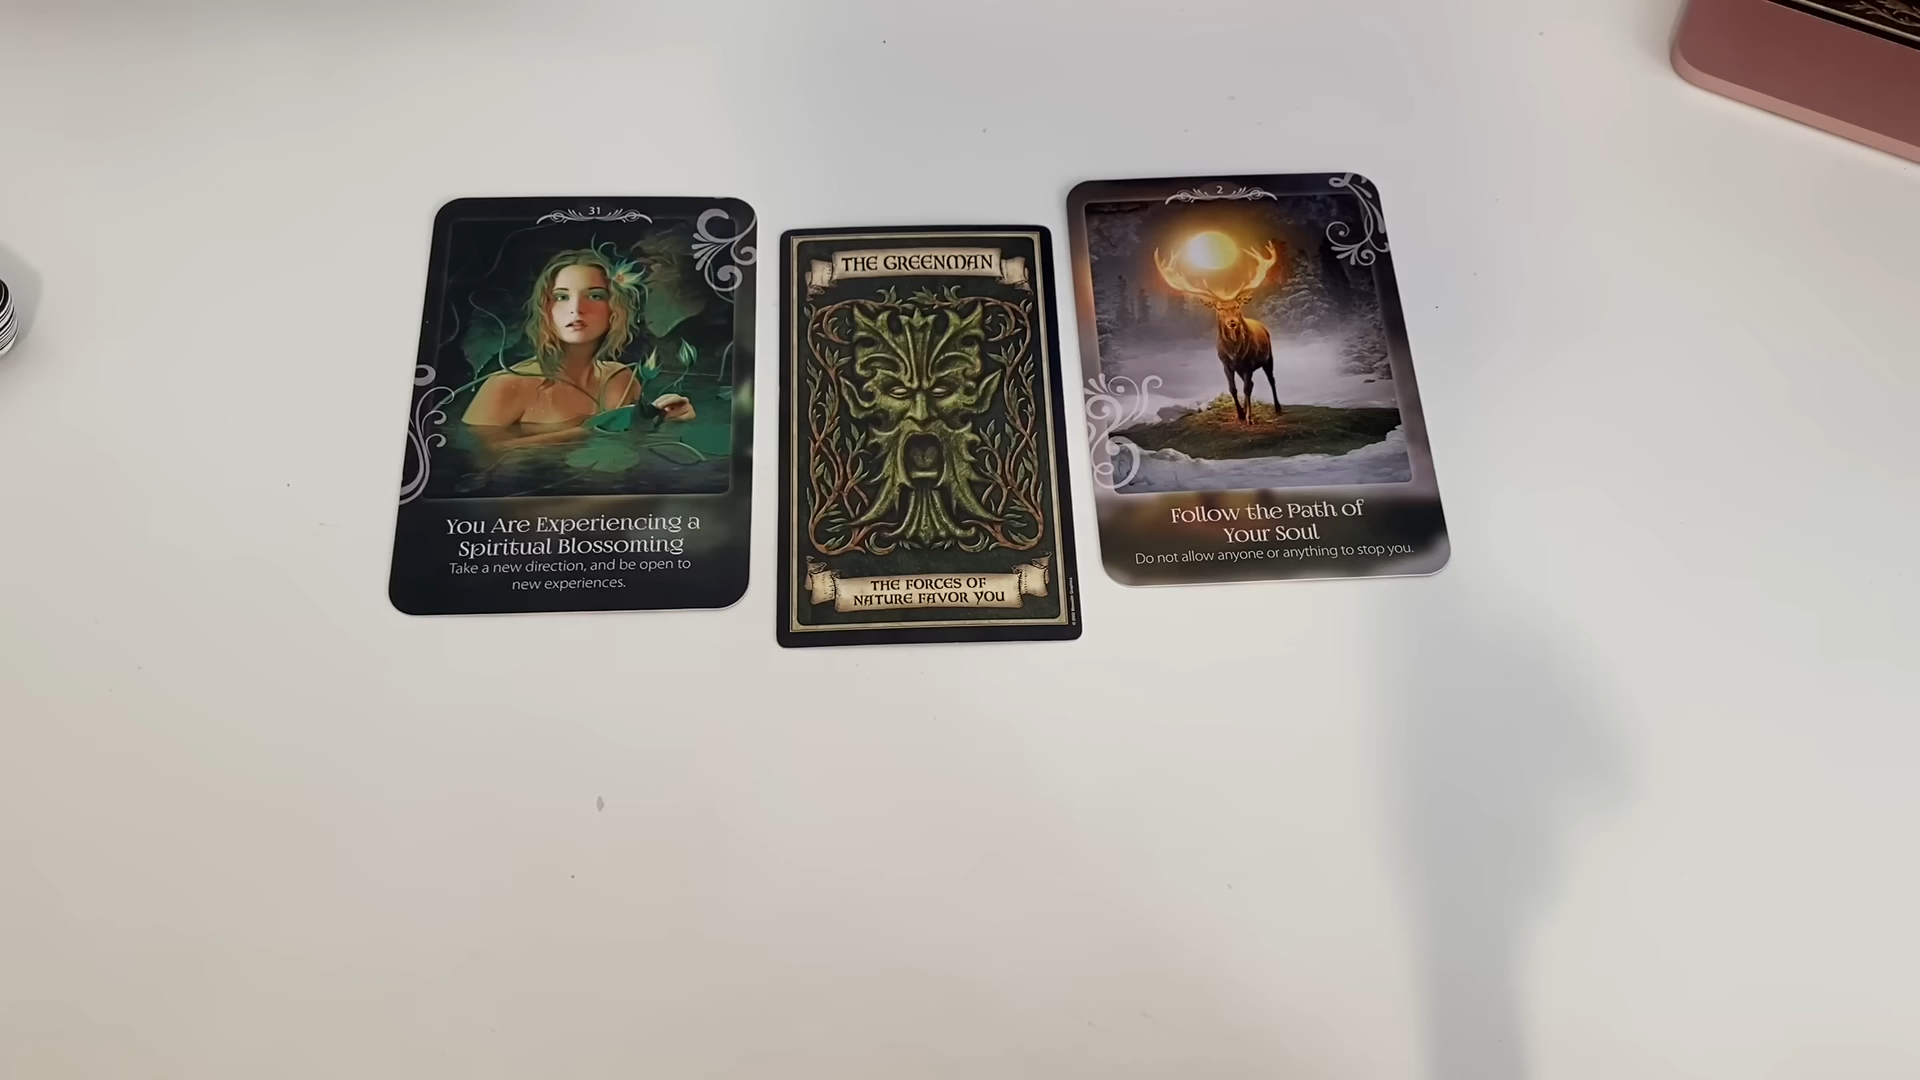 31
You Are Experiencing a
Spiritual Blossoming
Take a new direction, and be open to
new experiences.
THE GREENMAN
THE FORCES OF
NATURE FAVOR YOU
2
Follow the Path of
Your Soul
Do not allow anyone or anything to stop you.